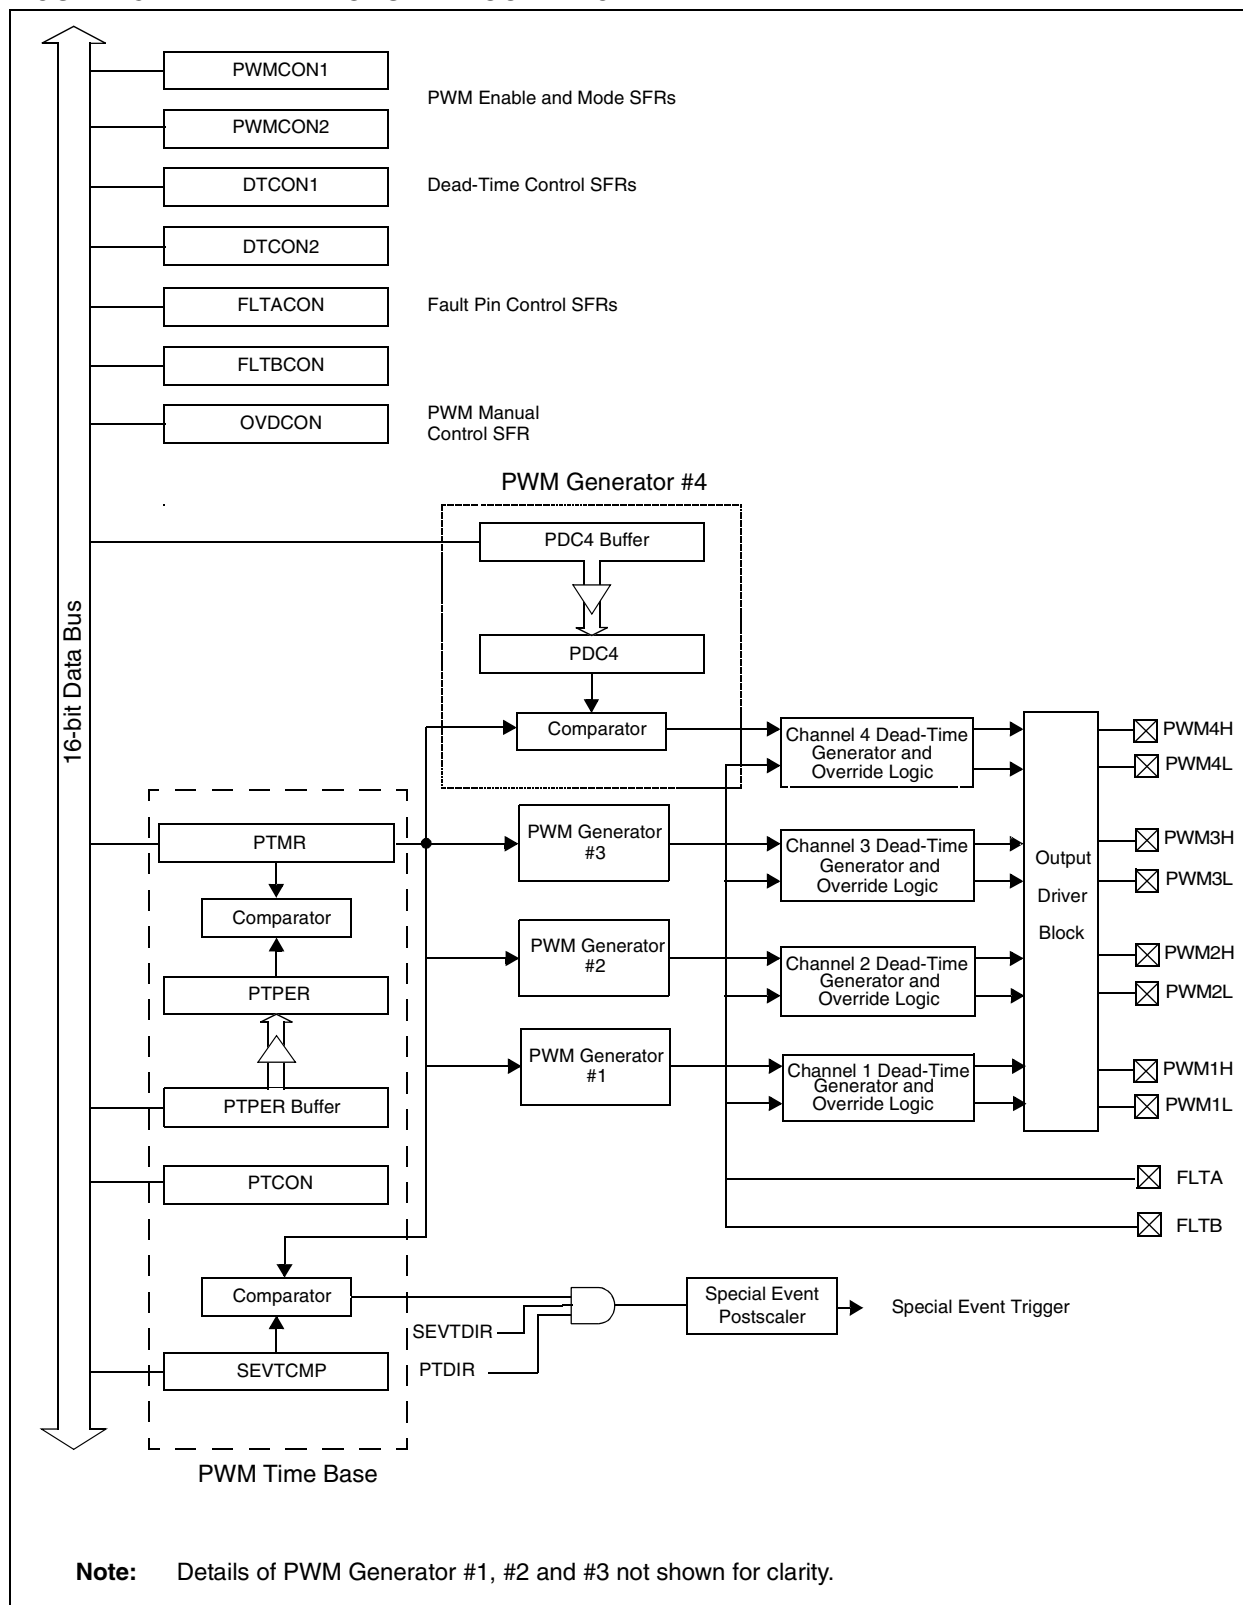 PWMCON1
PWM Enable and Mode SFRs
PWMCON2
DTCON1
Dead-Time Control SFRs
DTCON2
FLTACON
Fault Pin Control SFRs
FLTBCON
OVDCON
PWM Manual
Control SFR
PWM Generator #4
PDC4 Buffer
16-bit Data Bus
PDC4
Comparator
Channel 4 Dead-Time
Generator and
Override Logic
PWM4H
PWM4L
PTMR
PWM Generator
#3
Channel 3 Dead-Time
Generator and
Override Logic
Output
Driver
Block
PWM3H
PWM3L
Comparator
PTPER
PWM Generator
#2
Channel 2 Dead-Time
Generator and
Override Logic
PWM2H
PWM2L
PTPER Buffer
PWM Generator
#1
Channel 1 Dead-Time
Generator and
Override Logic
PWM1H
PWM1L
PTCON
FLTA
FLTB
Comparator
SEVTDIR
PTDIR
Special Event
Postscaler
Special Event Trigger
SEVTCMP
PWM Time Base
Note: Details of PWM Generator #1, #2 and #3 not shown for clarity.